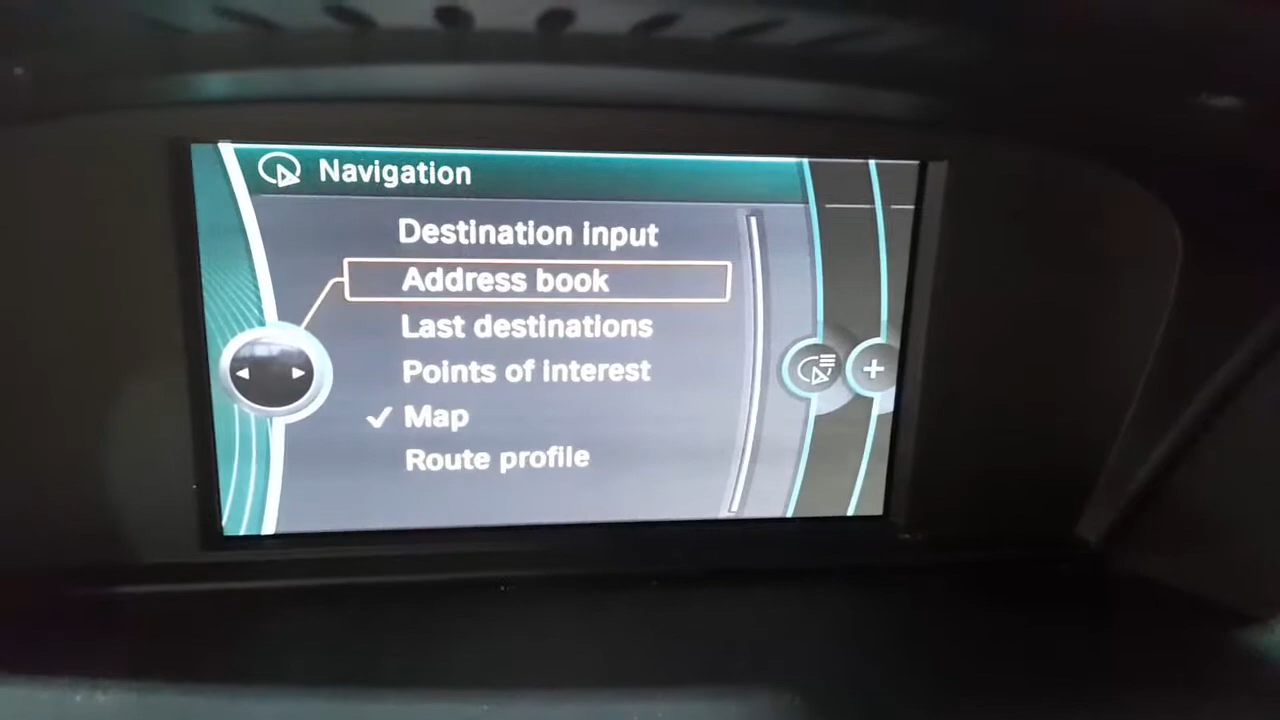 Navigation
Destination input
Address book
Last destinations
Points of interest
Map
Route profile